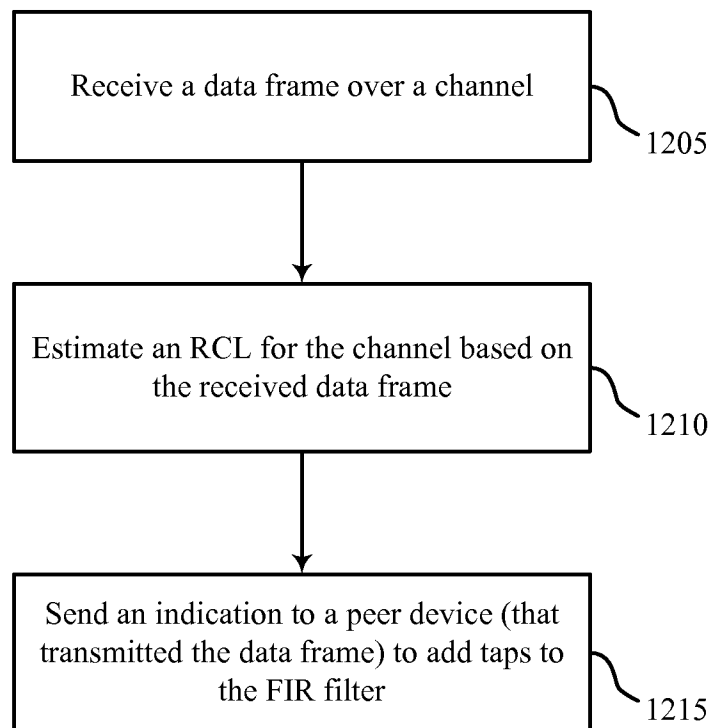 Receive a data frame over a channel
1205
Estimate an RCL for the channel based on
the received data frame
1210
Send an indication to a peer device (that
transmitted the data frame) to add taps to
the FIR filter
1215